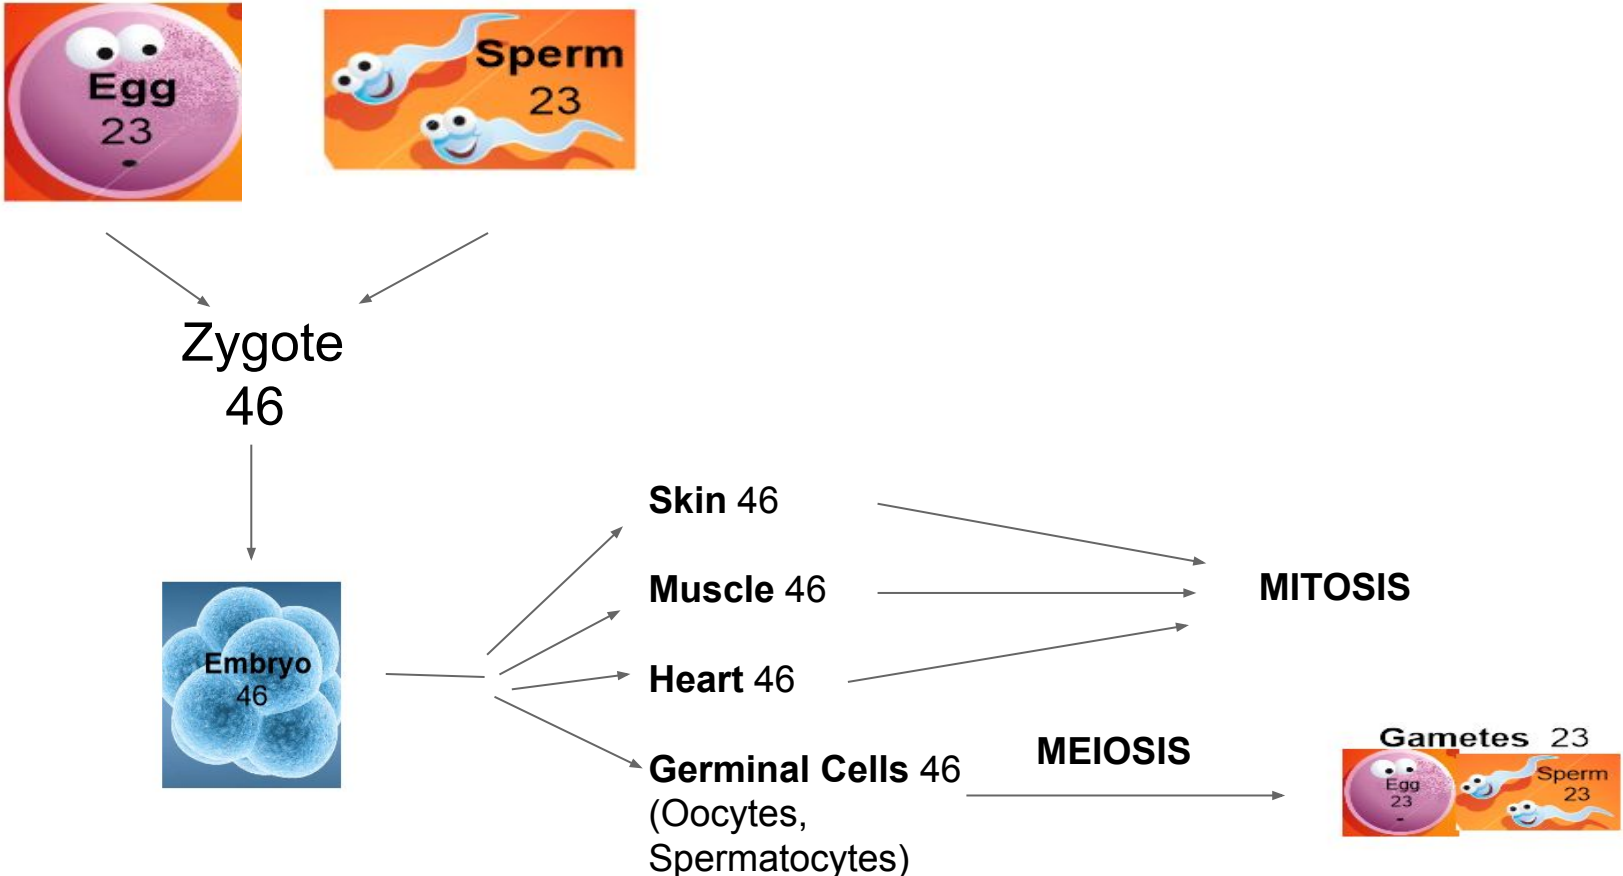 Egg
23
Sperm
23
Zygote
46
Embryo
46
Skin 46
Muscle 46
Heart 46
Germinal Cells 46
(Oocytes,
Spermatocytes)
MITOSIS
MEIOSIS
Gametes 23
Egg
23
Sperm
23